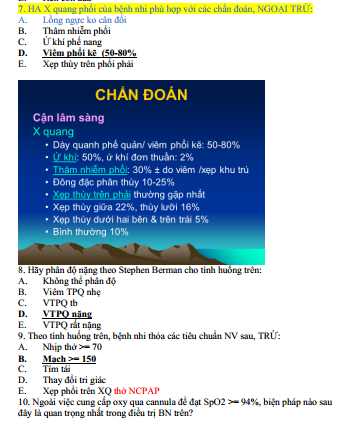 7. HA X quang phổi của bệnh nhi phù hợp với các chẩn đoán, NGOẠI TRỪ:
A. Lồng ngực ko cân đối
B. Thâm nhiễm phổi
C. Ứ khí phế nang
D. Viêm phổi kẽ (50-80%
E. Xẹp thùy trên phổi phải
CHẨN ĐOÁN
Cận lâm sàng
X quang
• Dày quanh phế quản/ viêm phổi kẽ: 50-80%
• Ứ khí: 50%, ứ khí đơn thuần: 2%
• Thâm nhiễm phổi: 30% ± do viêm /xẹp khu trú
• Đông đặc phân thùy 10-25%
• Xẹp thùy trên phải thường gặp nhất
• Xẹp thùy giữa 22%, thùy lưỡi 16%
• Xẹp thùy dưới hai bên & trên trái 5%
• Bình thường 10%
8. Hãy phân độ nặng theo Stephen Berman cho tình huống trên:
A. Không thể phân độ
B. Viêm TPQ nhẹ
C. VTPQ tb
D. VTPQ nặng
E. VTPQ rất nặng
9. Theo tình huống trên, bệnh nhi thỏa các tiêu chuẩn NV sau, TRỪ:
A. Nhịp thở >= 70
B. Mạch >= 150
C. Tím tái
D. Thay đổi tri giác
E. Xẹp phổi trên XQ thở NCPAP
10. Ngoài việc cung cấp oxy qua cannula để đạt SpO2 >= 94%, biện pháp nào sau
đây là quan trọng nhất trong điều trị BN trên?